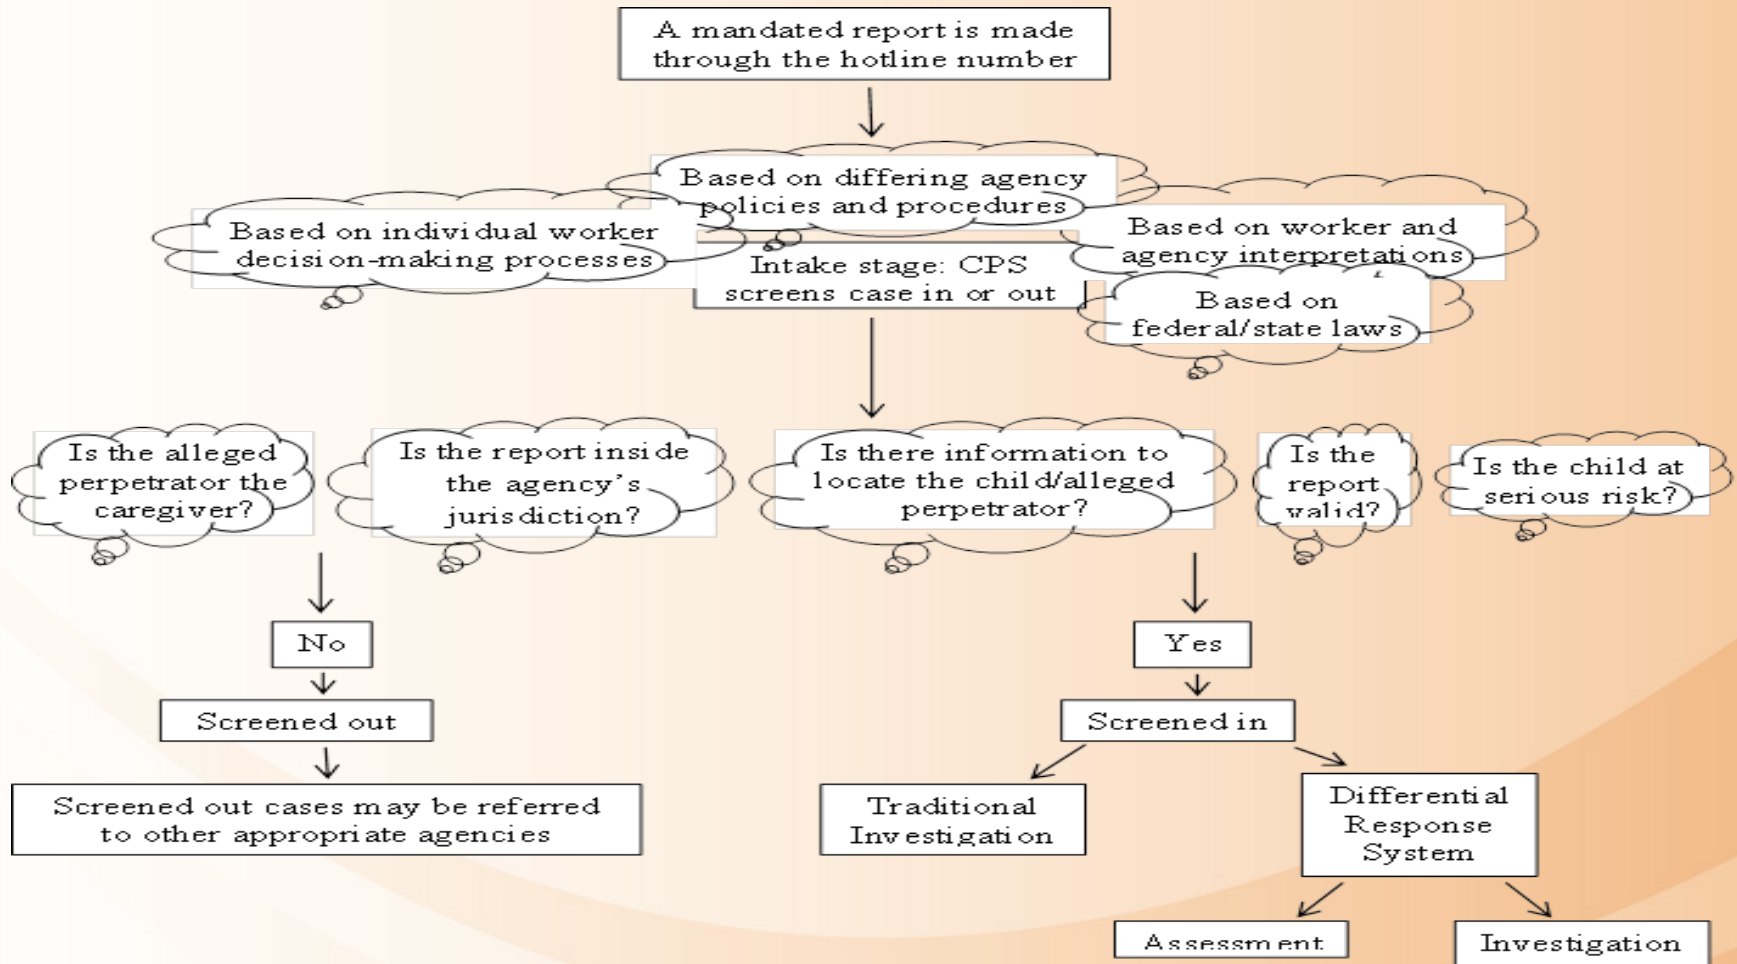 A mandated report is made
through the hotline number
Based on differing agency
policies and procedures
Based on individual worker
decision-making processes
Based on worker and
agency interpretations
Intake stage: CPS
screens case in or out
Based on
federal/state laws
Is the alleged
perpetrator the
caregiver?
Is the report inside
the agency's
jurisdiction?
Is there information to
locate the child/alleged
perpetrator?
Is the
report
valid?
Is the child at
serious risk?
No
Yes
Screened out
Screened in
Screened out cases may be referred
to other appropriate agencies
Traditional
Investigation
Differential
Response
System
Assessment
Investigation